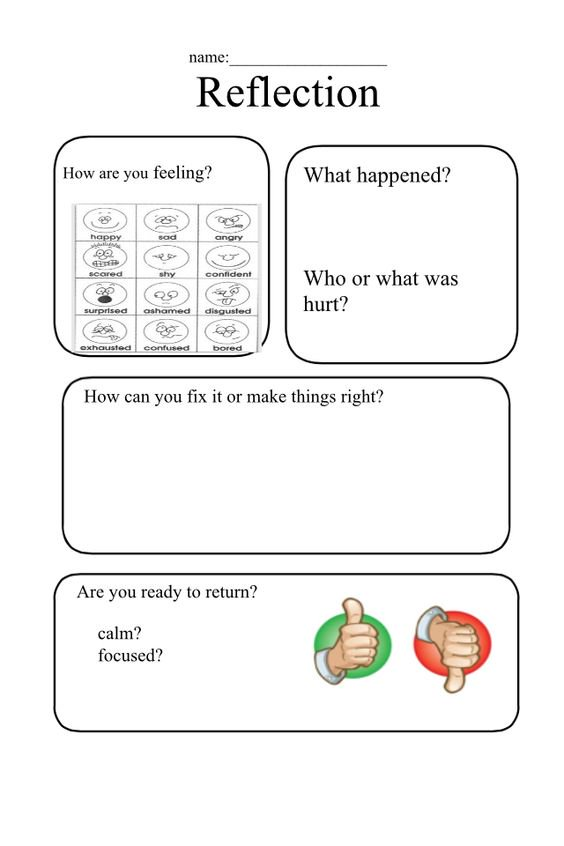 name:___________________
Reflection
How are you feeling?
happy sad angry
scared shy confident
surprised ashamed disgusted
exhausted confused bored
What happened?
Who or what was
hurt?
How can you fix it or make things right?
Are you ready to return?
calm?
focused?